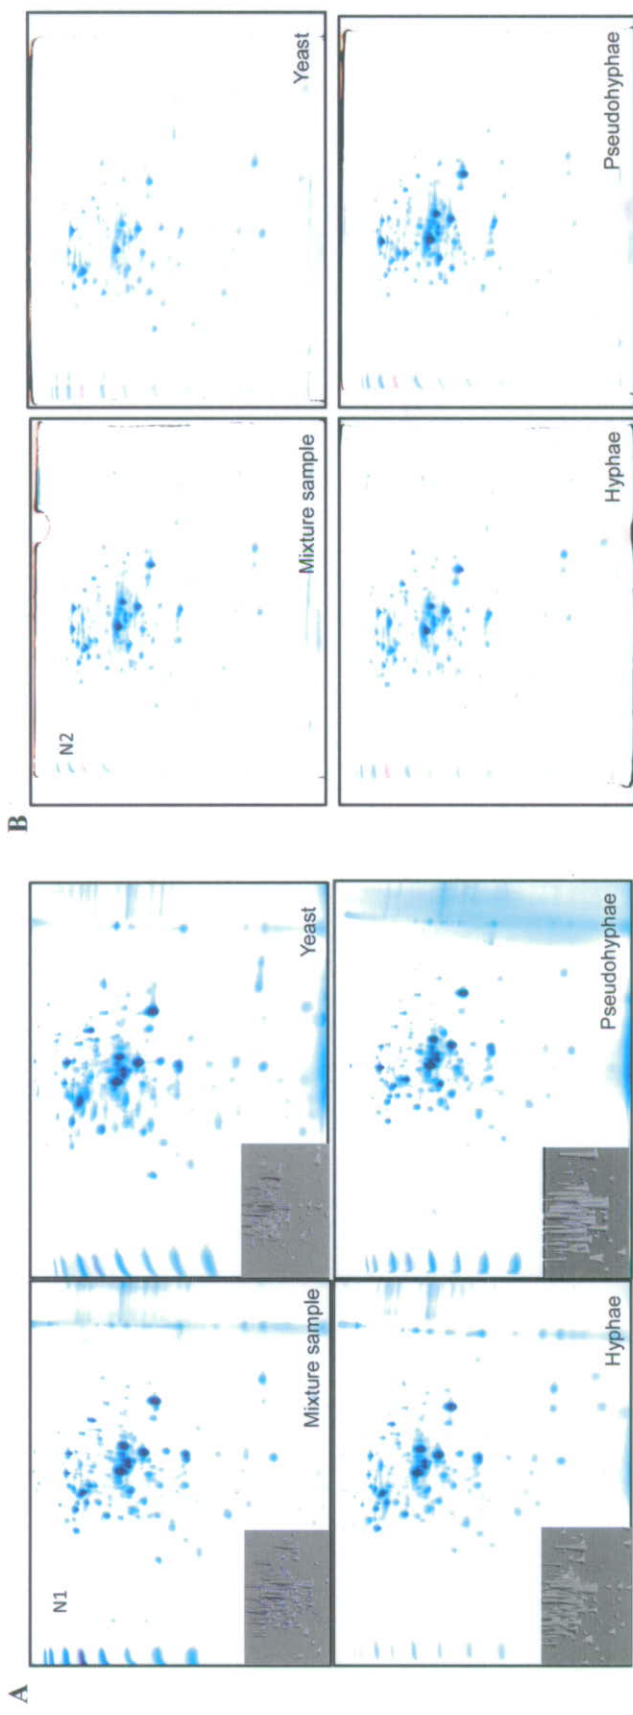 A
N1
Mixture sample
Yeast
Hyphae
Pseudohyphae
B
N2
Mixture sample
Yeast
Hyphae
Pseudohyphae